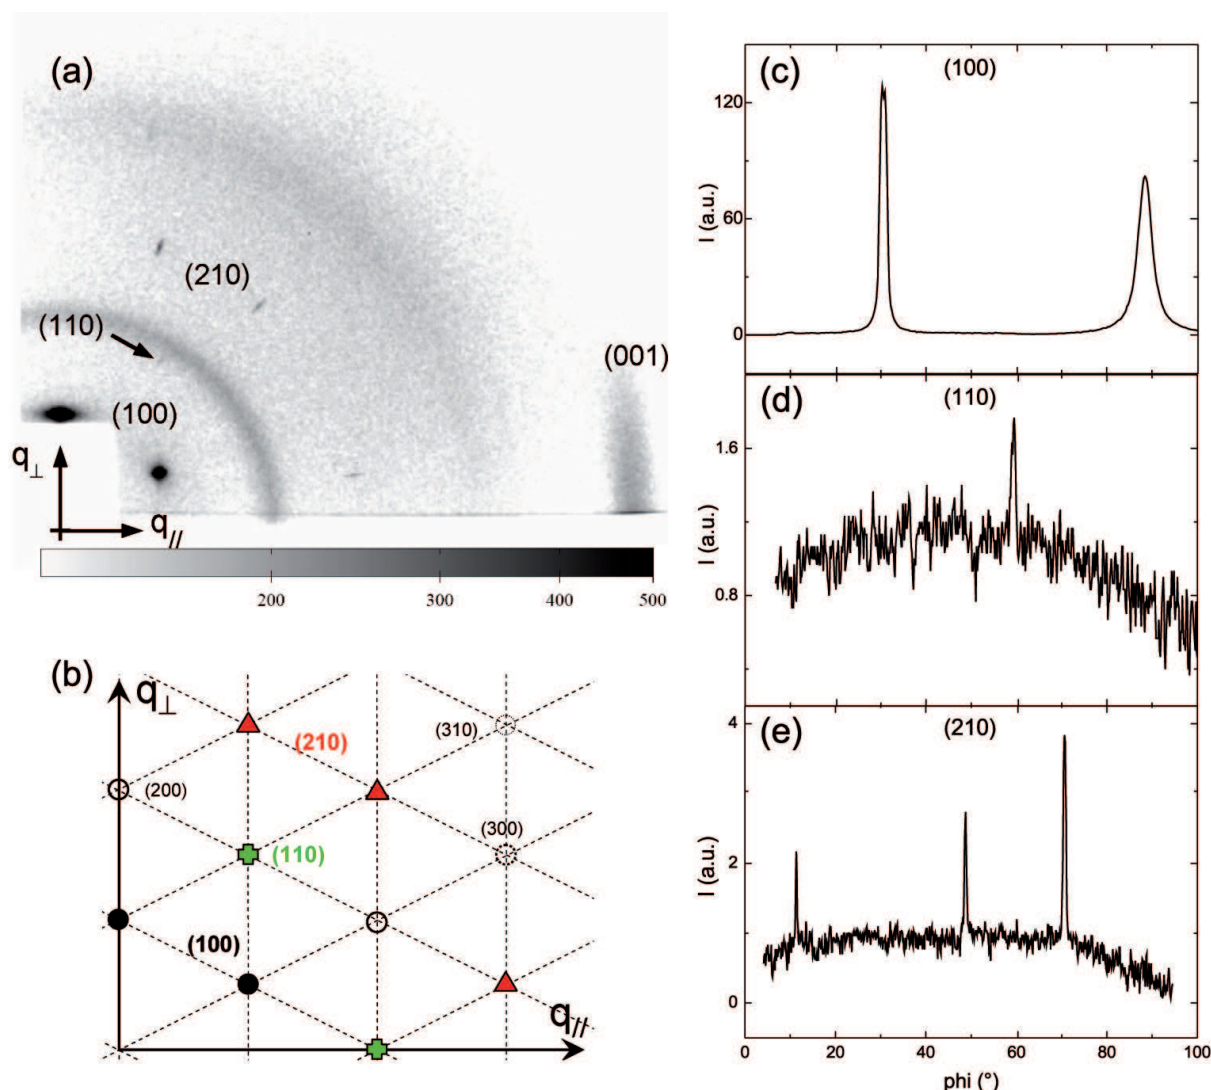 (a)
(210)
(110)
(001)
(100)
q⊥
q//
200 300 400 500
(b)
q⊥
(210)
(310)
(200)
(300)
(110)
(100)
q//
(c)
(100)
120
60
0
I (a.u.)
(d)
(110)
1.6
0.8
I (a.u.)
(e)
(210)
4
2
0
I (a.u.)
0 20 40 60 80 100
phi (°)